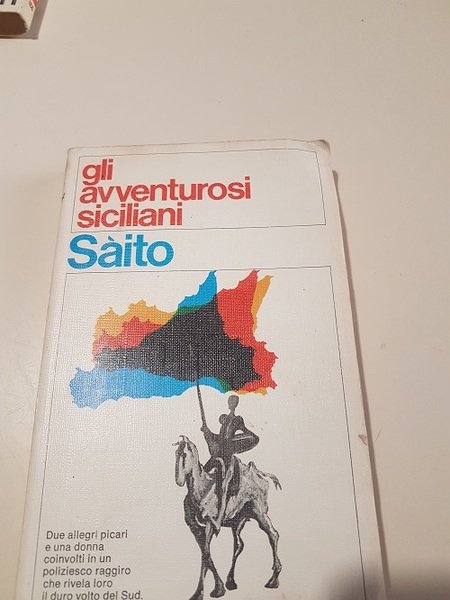 gli
avventurosi
siciliani
Sàito
Due allegri picari
e una donna
coinvolti in un
poliziesco raggiro
che rivela loro
il duro volto del Sud.